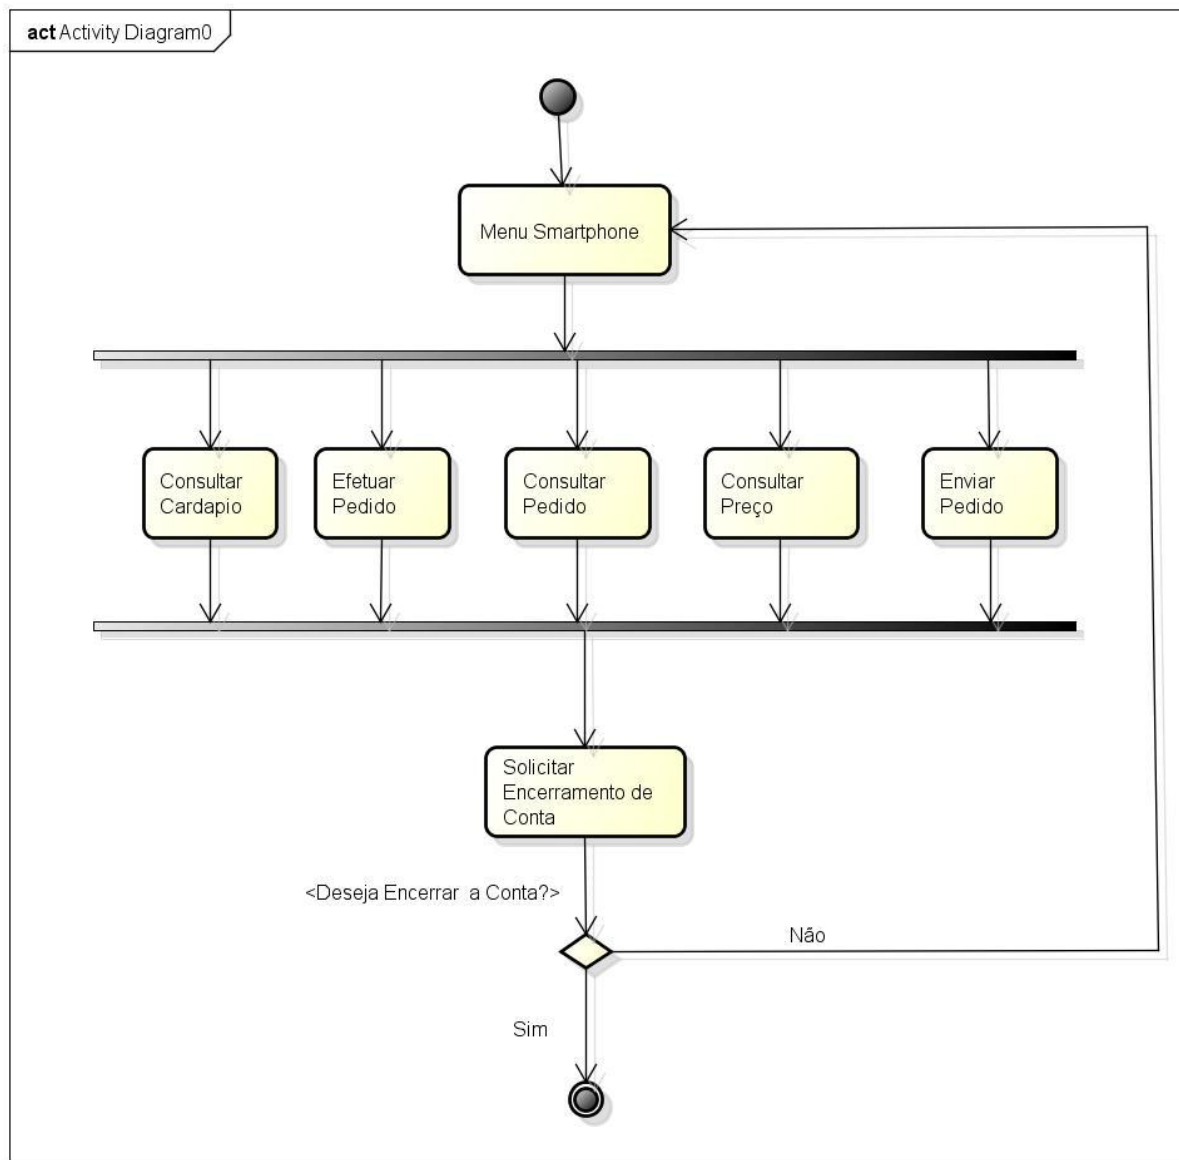 act Activity Diagram0
Menu Smartphone
Consultar
Cardapio
Efetuar
Pedido
Consultar
Pedido
Consultar
Preço
Enviar
Pedido
Solicitar
Encerramento de
Conta
<Deseja Encerrar  a Conta?>
Não
Sim